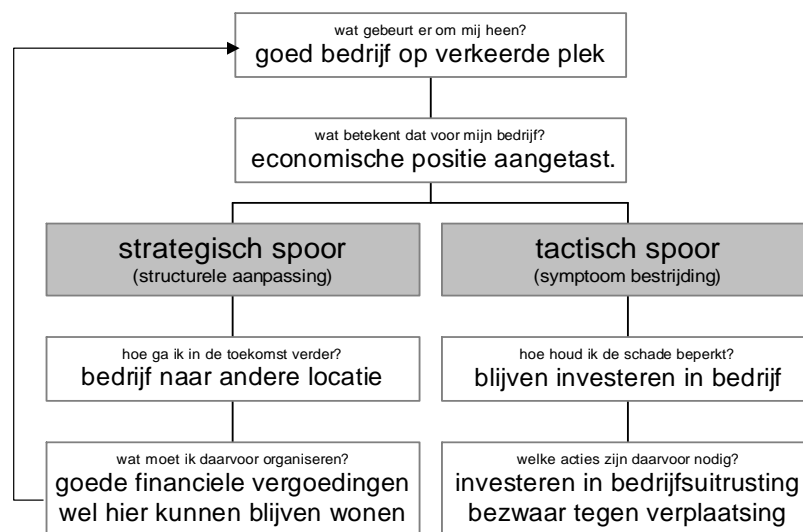 wat gebeurt er om mij heen?
goed bedrijf op verkeerde plek
wat betekent dat voor mijn bedrijf?
economische positie aangetast.
strategisch spoor
(structurele aanpassing)
tactisch spoor
(symptoom bestrijding)
hoe ga ik in de toekomst verder?
bedrijf naar andere locatie
hoe houd ik de schade beperkt?
blijven investeren in bedrijf
wat moet ik daarvoor organiseren?
goede financiele vergoedingen
wel hier kunnen blijven wonen
welke acties zijn daarvoor nodig?
investeren in bedrijfsuitrusting
bezwaar tegen verplaatsing